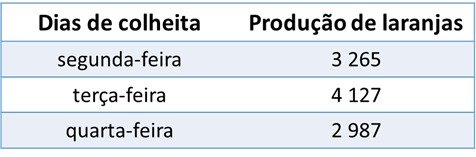 Dias de colheita Produção de laranjas
segunda-feira 3 265
terça-feira 4 127
quarta-feira 2 987